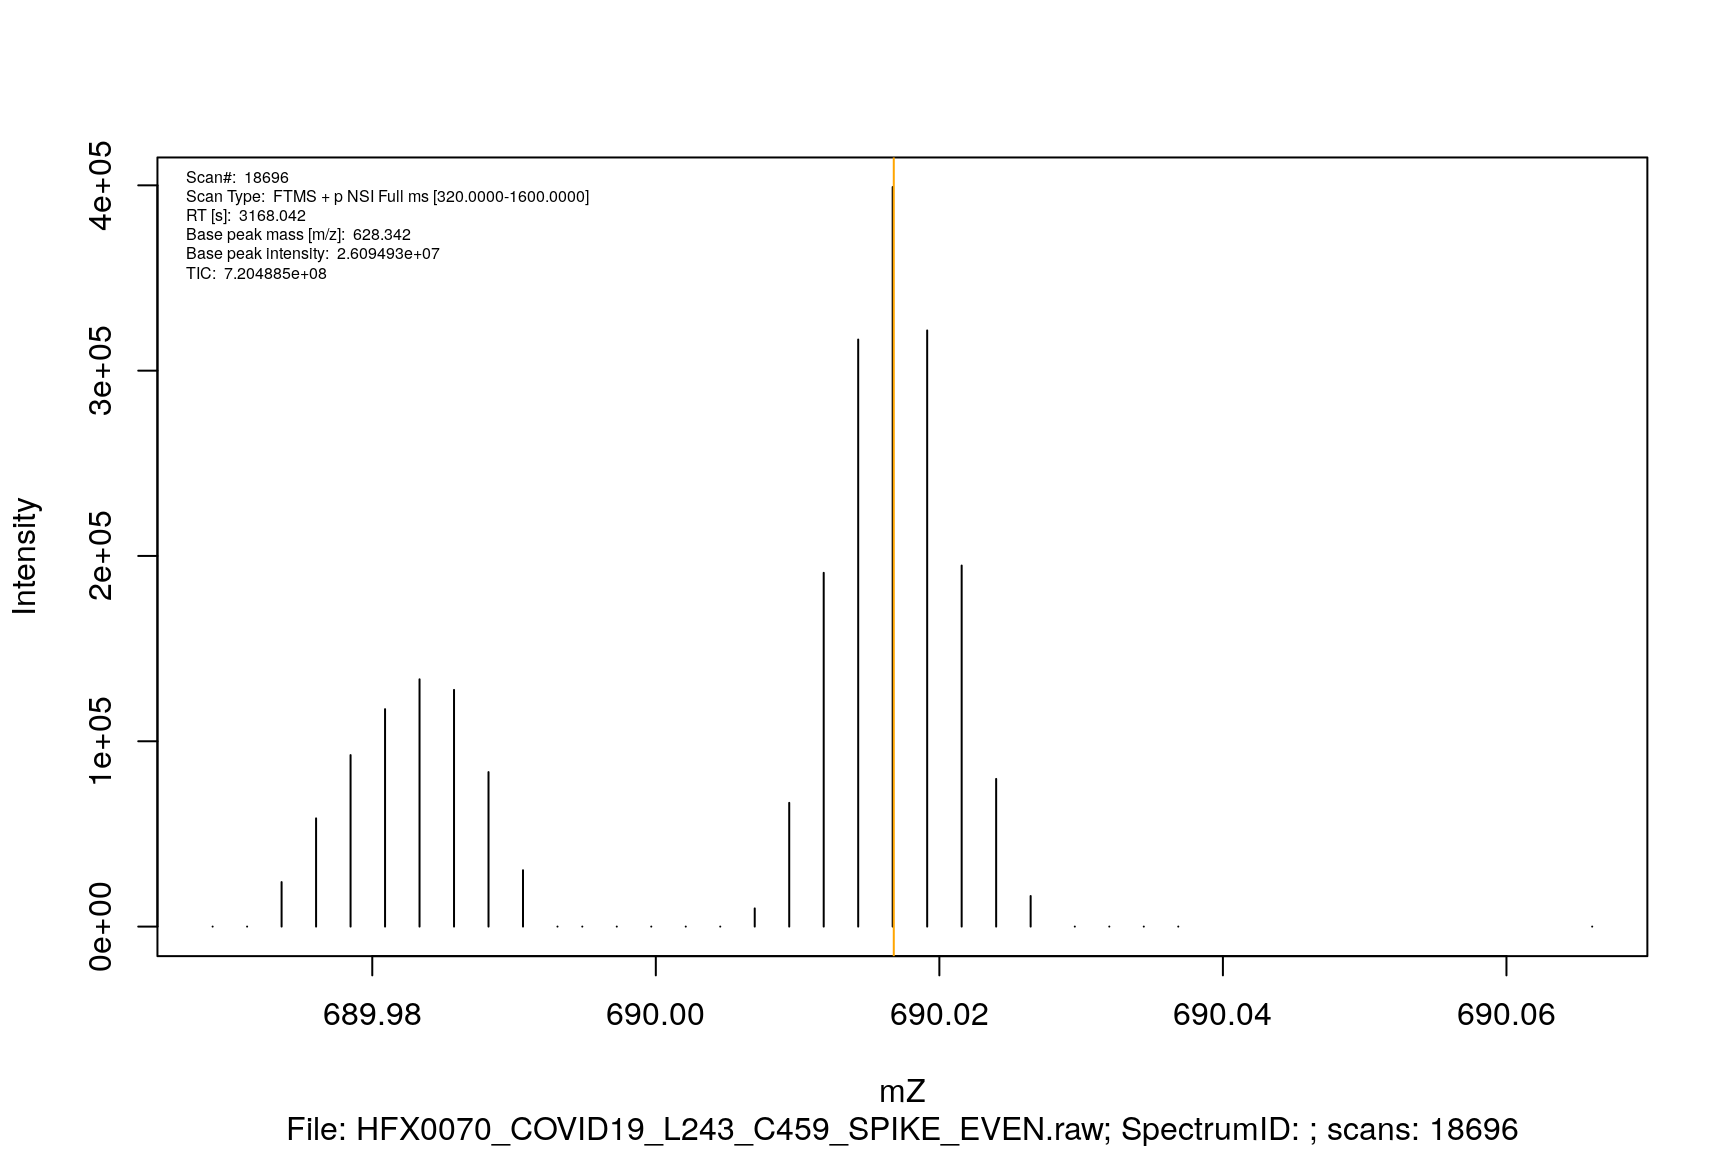 Scan#: 18696
Scan Type: FTMS + p NSI Full ms [320.0000-1600.0000]
RT [s]: 3168.042
Base peak mass [m/z]: 628.342
Base peak intensity: 2.609493e+07
TIC: 7.204885e+08
Intensity
4e+05
3e+05
2e+05
1e+05
0e+00
689.98 690.00 690.02 690.04 690.06
mZ
File: HFX0070_COVID19_L243_C459_SPIKE_EVEN.raw; SpectrumID: ; scans: 18696